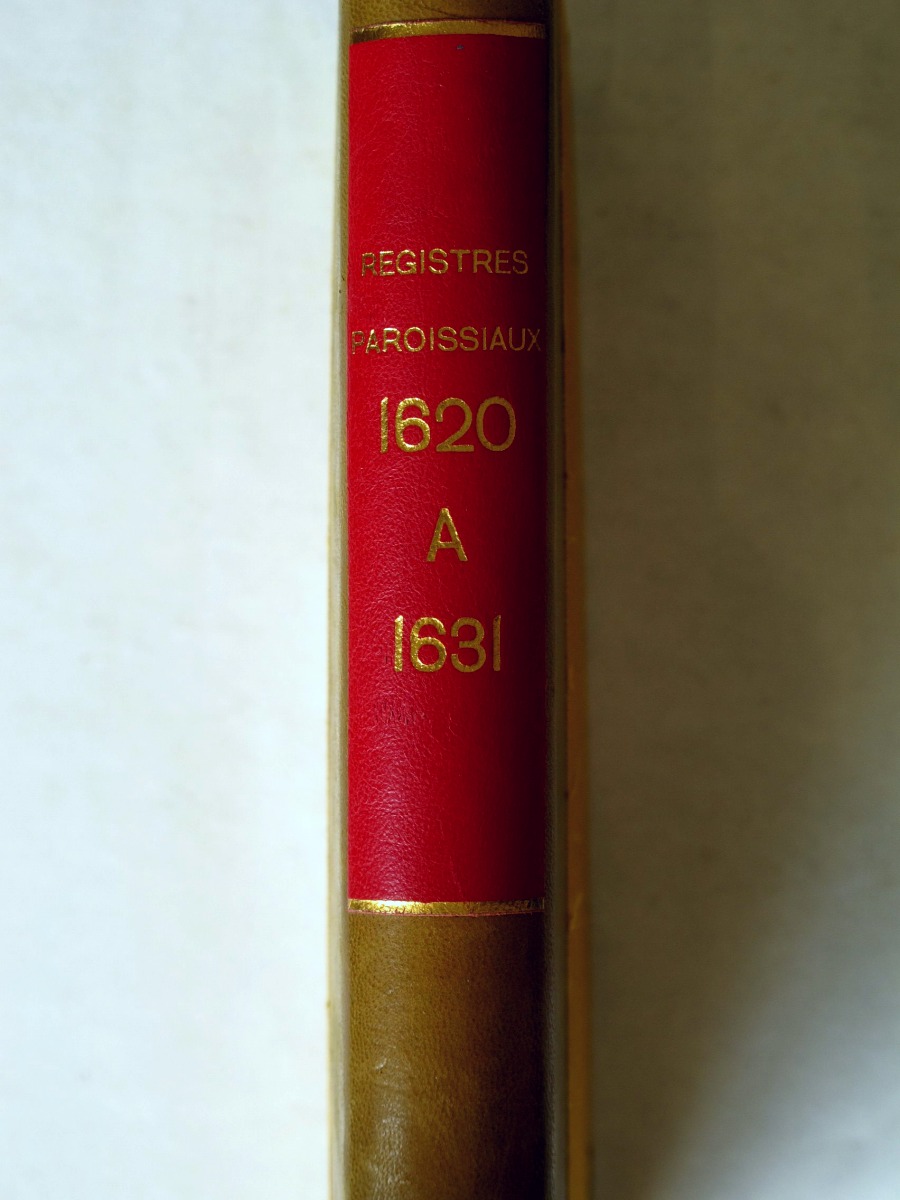 REGISTRES
PAROISSIAUX
1620
A
1631